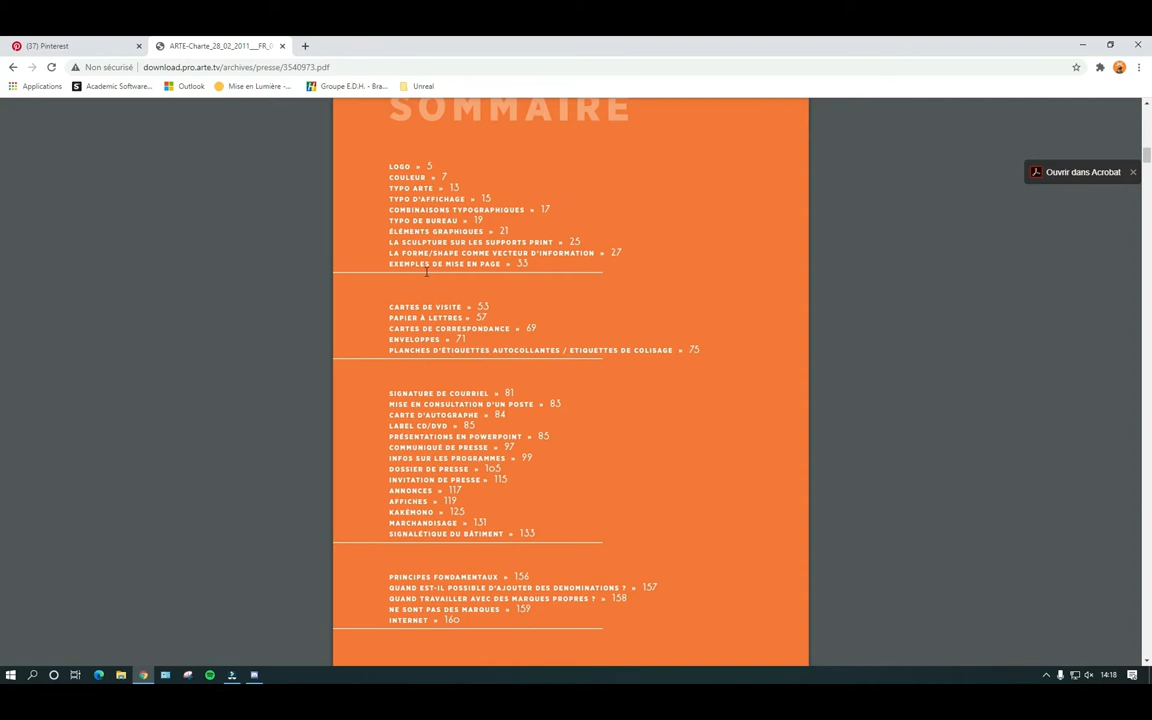 (37) Pinterest
ARTE-Charte_28_02_2011___FR_0
Non sécurisé
download.pro.arte.tv/archives/presse/3540973.pdf
Applications
Academic Software...
Outlook
Mise en Lumière -...
Groupe E.D.H. - Bra...
Unreal
SOMMAIRE
Ouvrir dans Acrobat
LOGO » 5
COULEUR » 7
TYPO ARTE » 13
TYPO D'AFFICHAGE » 15
COMBINAISONS TYPOGRAPHIQUES » 17
TYPO DE BUREAU » 19
ÉLÉMENTS GRAPHIQUES » 21
LA SCULPTURE SUR LES SUPPORTS PRINT » 25
LA FORME/SHAPE COMME VECTEUR D'INFORMATION » 27
EXEMPLES DE MISE EN PAGE » 33
CARTES DE VISITE » 53
PAPIER À LETTRES » 57
CARTES DE CORRESPONDANCE » 69
ENVELOPPES » 71
PLANCHES D'ÉTIQUETTES AUTOCOLLANTES / ETIQUETTES DE COLISAGE » 75
SIGNATURE DE COURRIEL » 81
MISE EN CONSULTATION D'UN POSTE » 83
CARTE D'AUTOGRAPHE » 84
LABEL CD/DVD » 85
PRÉSENTATIONS EN POWERPOINT » 85
COMMUNIQUÉ DE PRESSE » 97
INFOS SUR LES PROGRAMMES » 99
DOSSIER DE PRESSE » 105
INVITATION DE PRESSE » 115
ANNONCES » 117
AFFICHES » 119
KAKÉMONO » 125
MARCHANDISAGE » 131
SIGNALÉTIQUE DU BÂTIMENT » 133
PRINCIPES FONDAMENTAUX » 156
QUAND EST-IL POSSIBLE D'AJOUTER DES DENOMINATIONS ? » 157
QUAND TRAVAILLER AVEC DES MARQUES PROPRES ? » 158
NE SONT PAS DES MARQUES » 159
INTERNET » 160
14:18